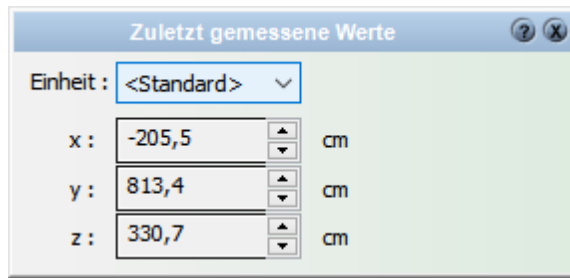 Zuletzt gemessene Werte
Einheit : <Standard>
x : -205,5 cm
y : 813,4 cm
z : 330,7 cm